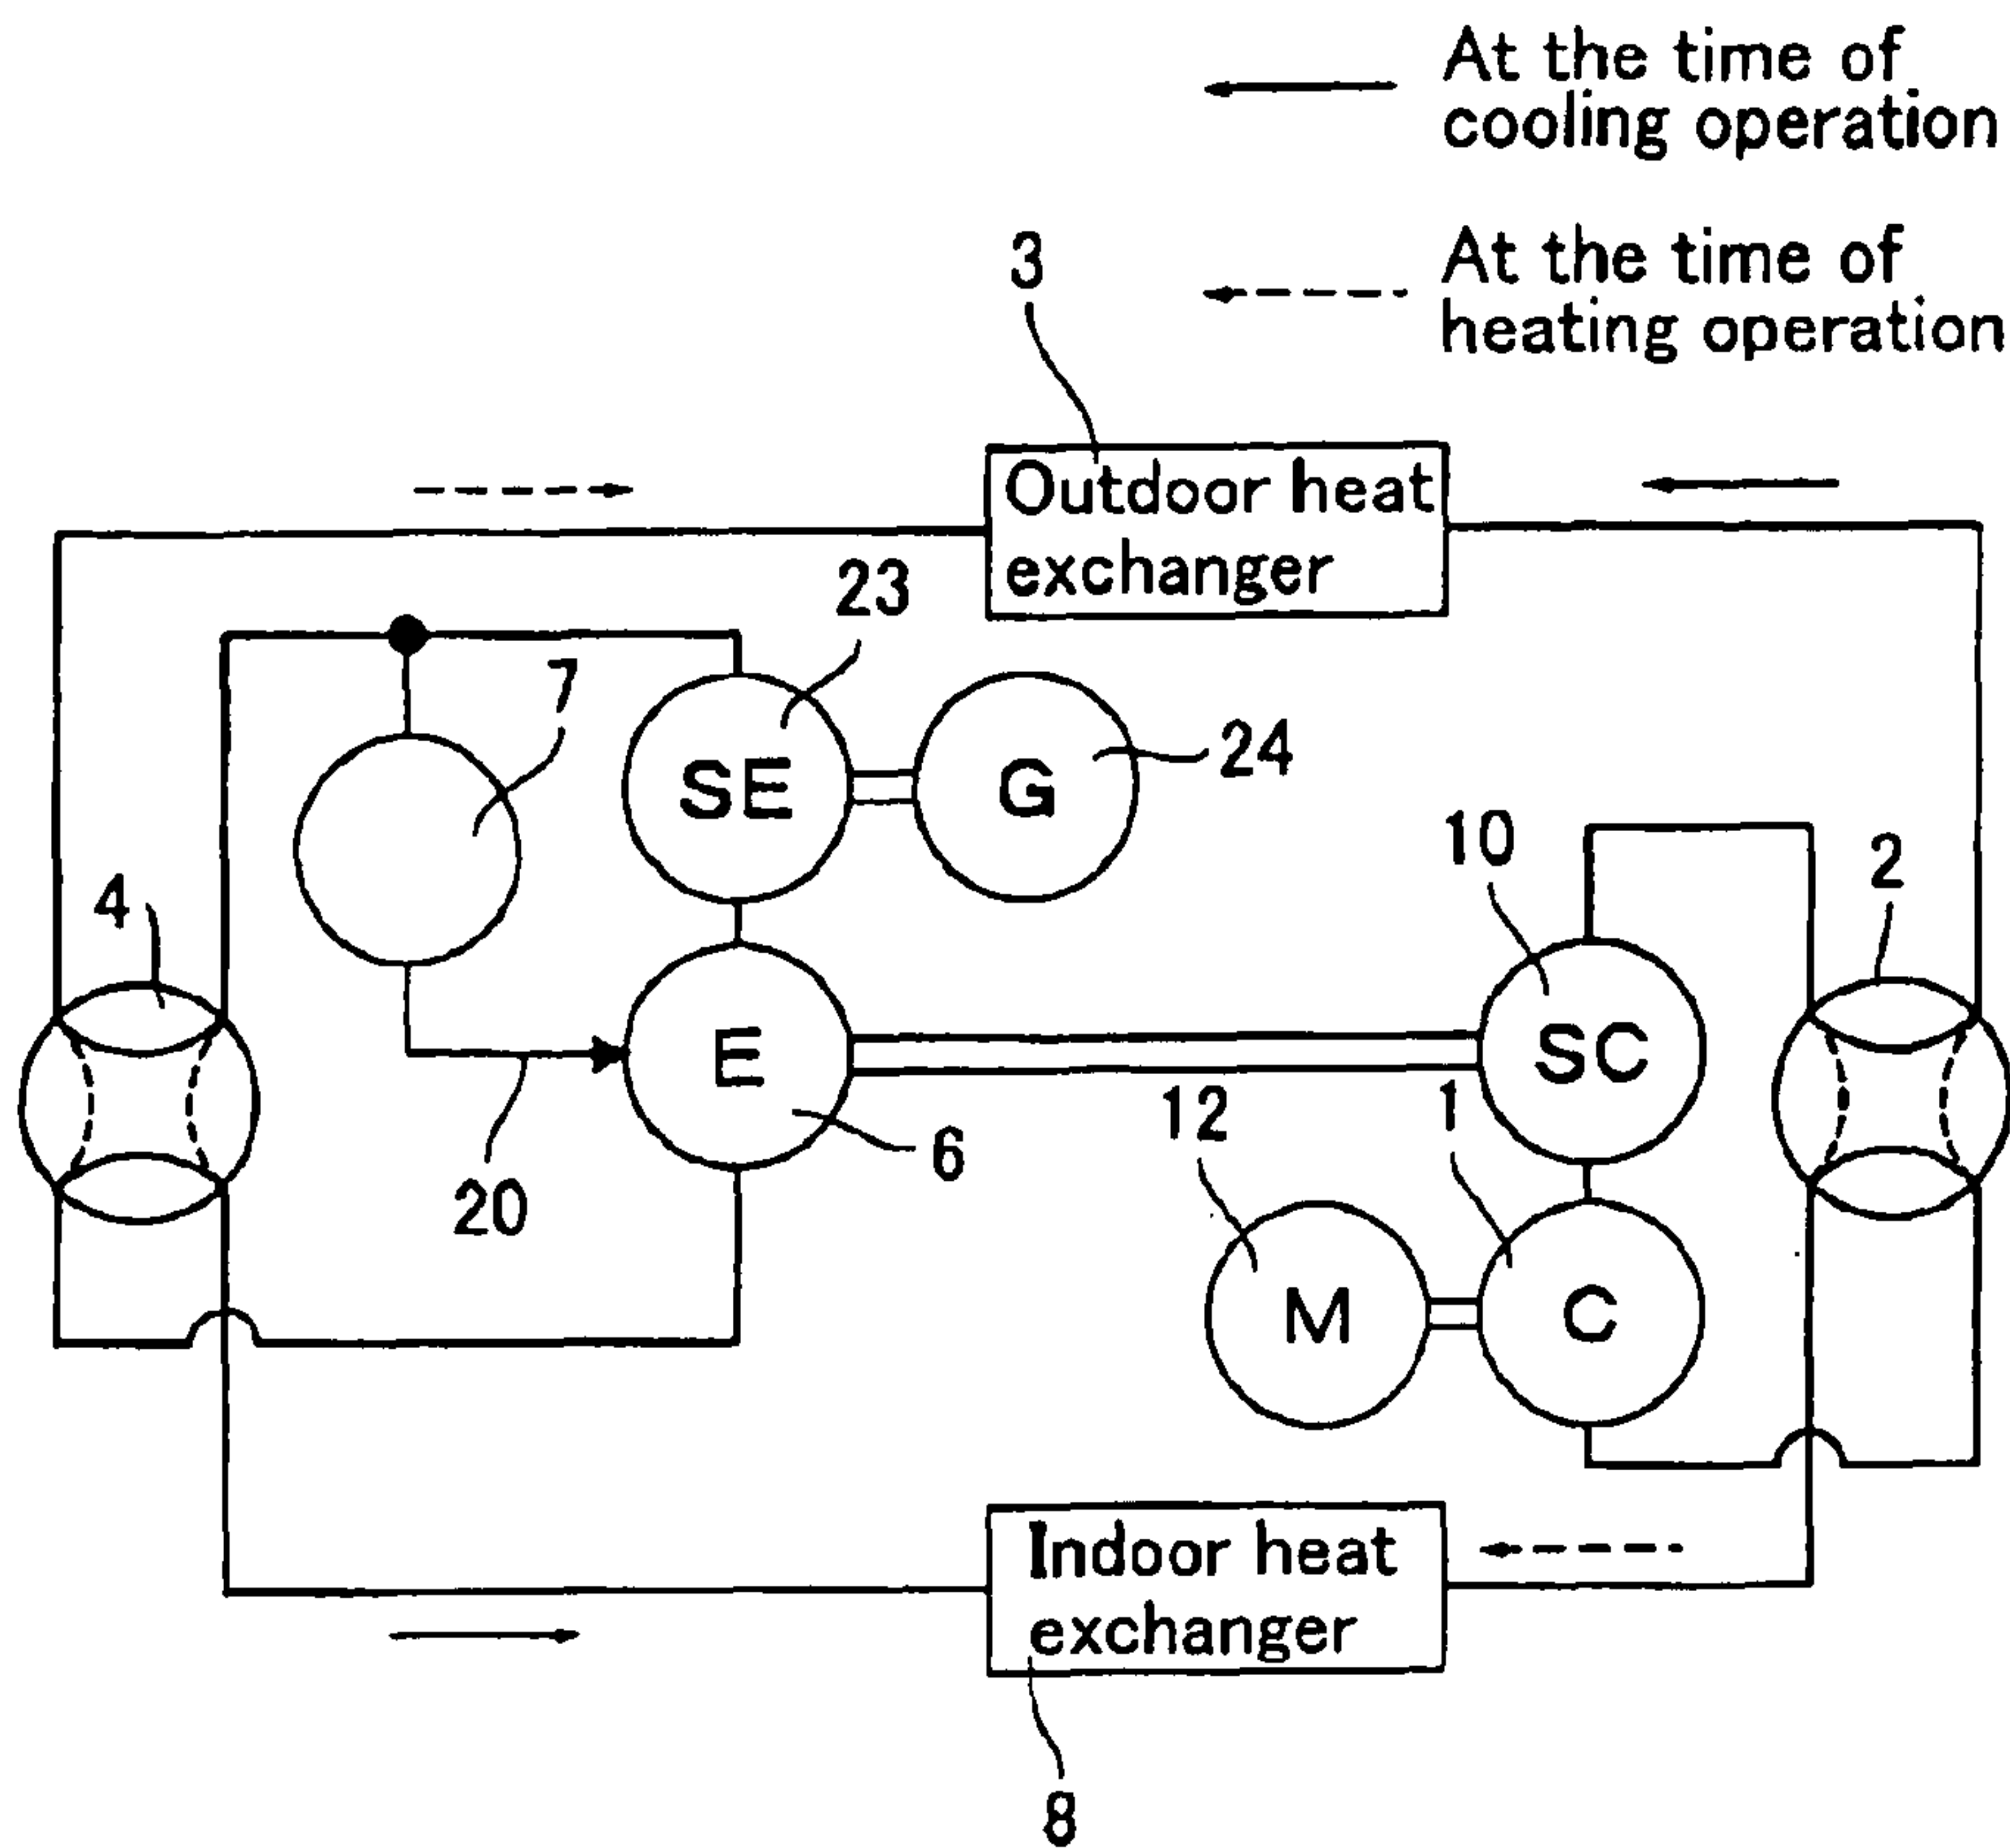 At the time of
cooling operation
At the time of
heating operation
3
Outdoor heat
exchanger
23
7
SE
G
24
10
2
4
E
SC
12
1
6
20
M
C
Indoor heat
exchanger
8